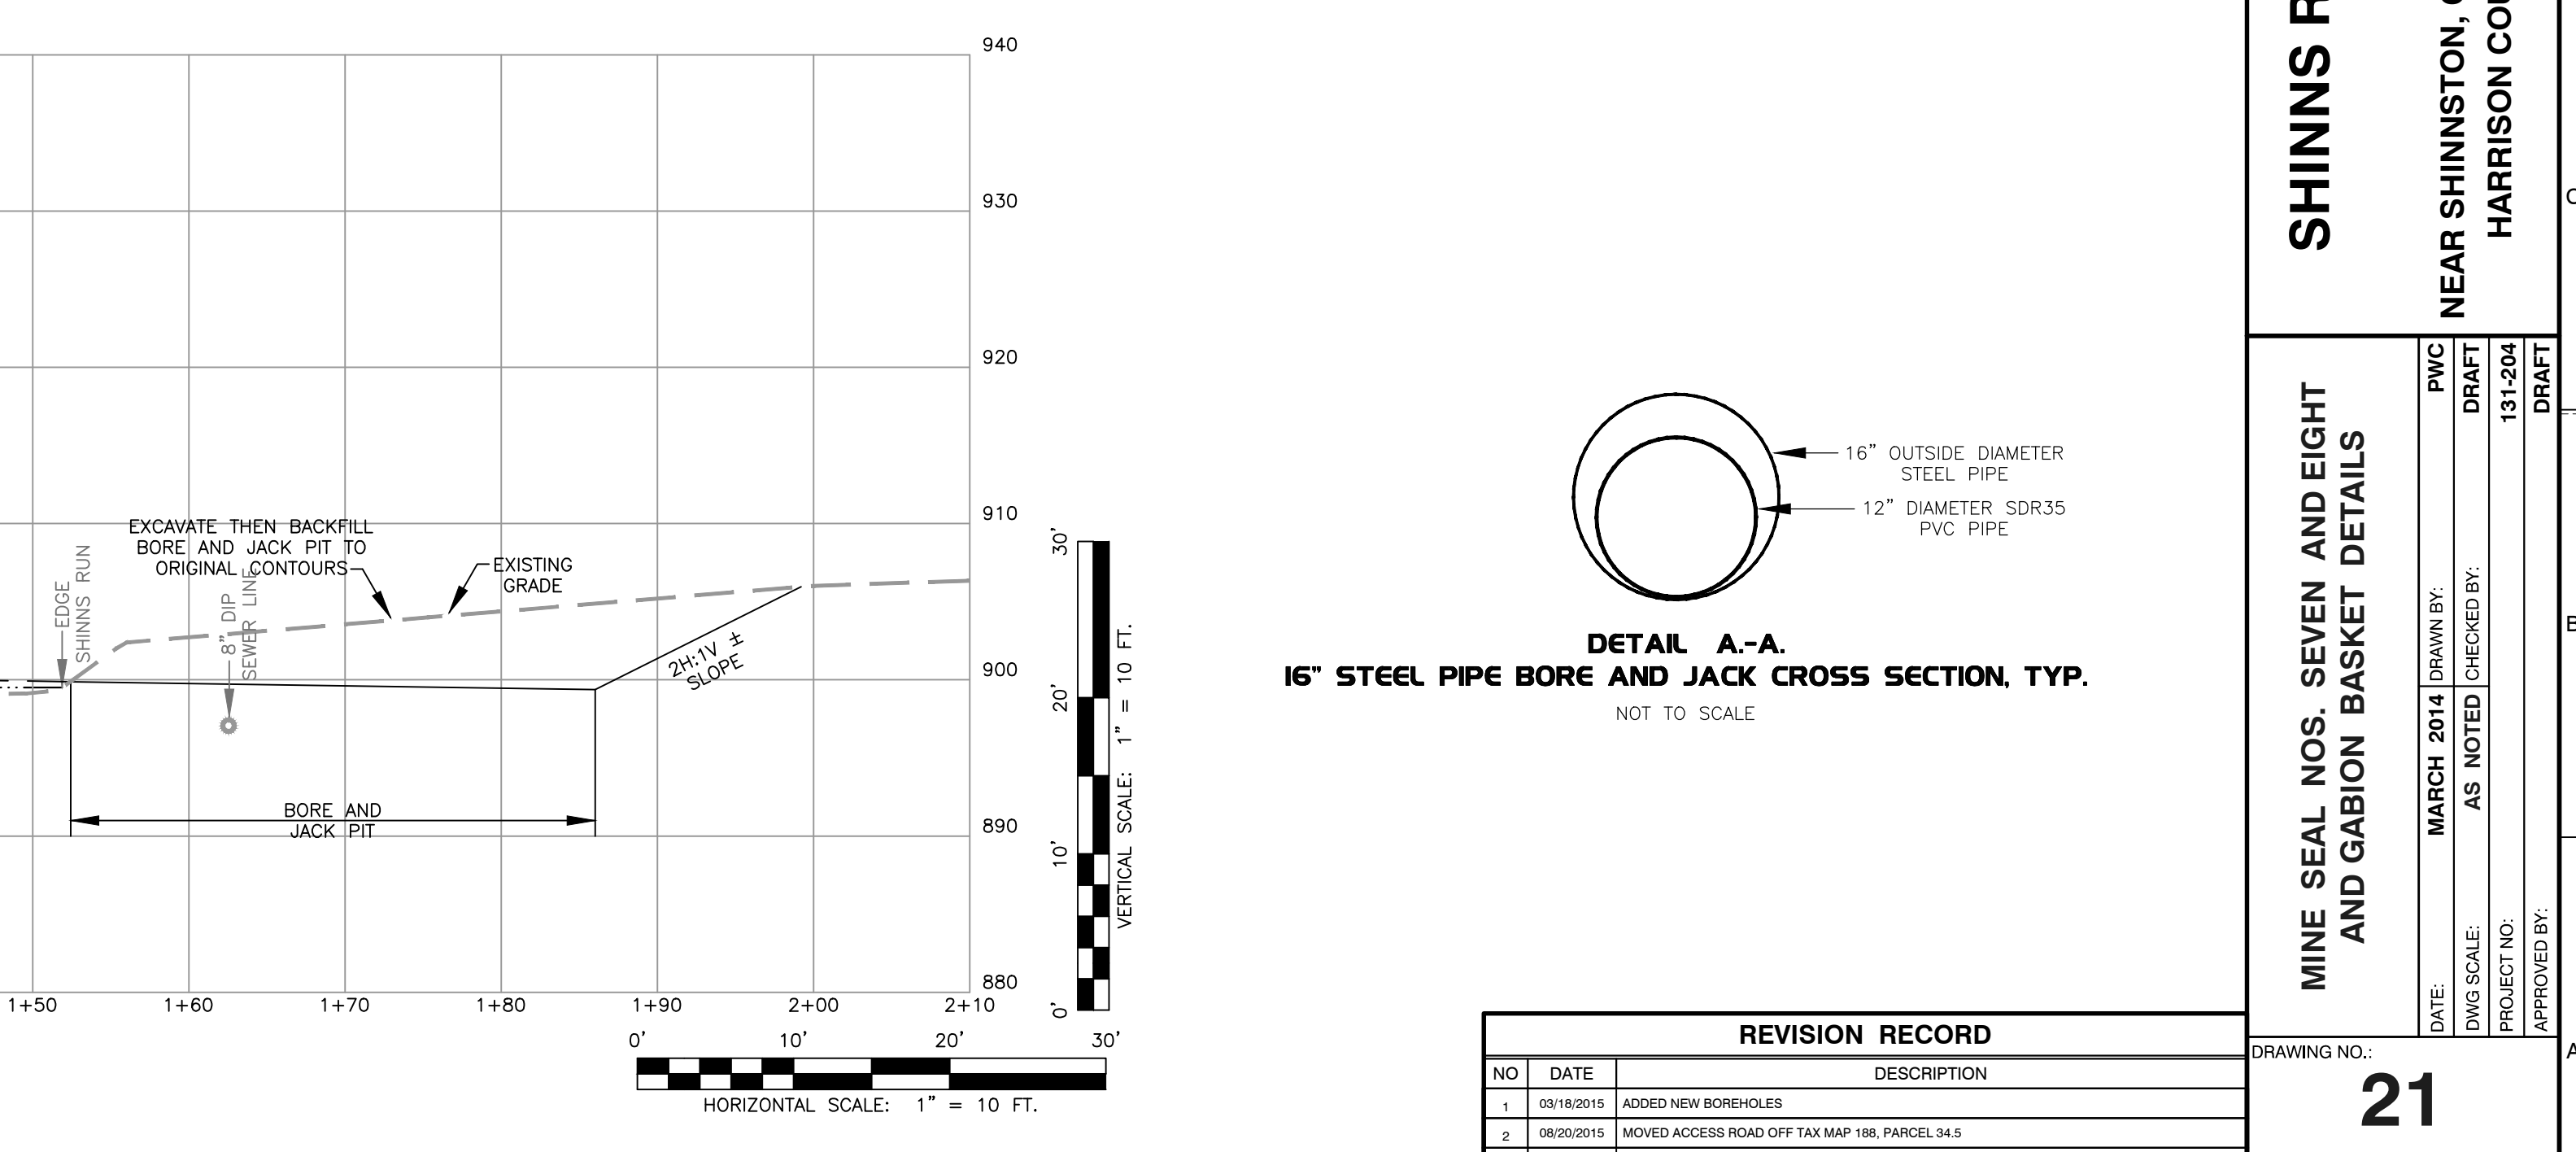 940
930
920
910
900
890
880
EXCAVATE THEN BACKFILL
BORE AND JACK PIT TO
ORIGINAL CONTOURS
EXISTING
GRADE
EDGE
SHINNS RUN
8” DIP
SEWER LINE
2H:1V ±
SLOPE
BORE AND
JACK PIT
1+50 1+60 1+70 1+80 1+90 2+00 2+10
30’
20’
10’
0’
VERTICAL SCALE: 1” = 10 FT.
0’ 10’ 20’ 30’
HORIZONTAL SCALE: 1” = 10 FT.
16” OUTSIDE DIAMETER
STEEL PIPE
12” DIAMETER SDR35
PVC PIPE
DETAIL A.-A.
16” STEEL PIPE BORE AND JACK CROSS SECTION, TYP.
NOT TO SCALE
REVISION RECORD
NO DATE DESCRIPTION
1 03/18/2015 ADDED NEW BOREHOLES
2 08/20/2015 MOVED ACCESS ROAD OFF TAX MAP 188, PARCEL 34.5
SHINNS
NEAR SHINNSTON,
HARRISON
MINE SEAL NOS. SEVEN AND EIGHT
AND GABION BASKET DETAILS
DATE: MARCH 2014 DRAWN BY: PWC
DWG SCALE: AS NOTED CHECKED BY: DRAFT
PROJECT NO: 131-204
APPROVED BY: DRAFT
DRAWING NO.:
21
B